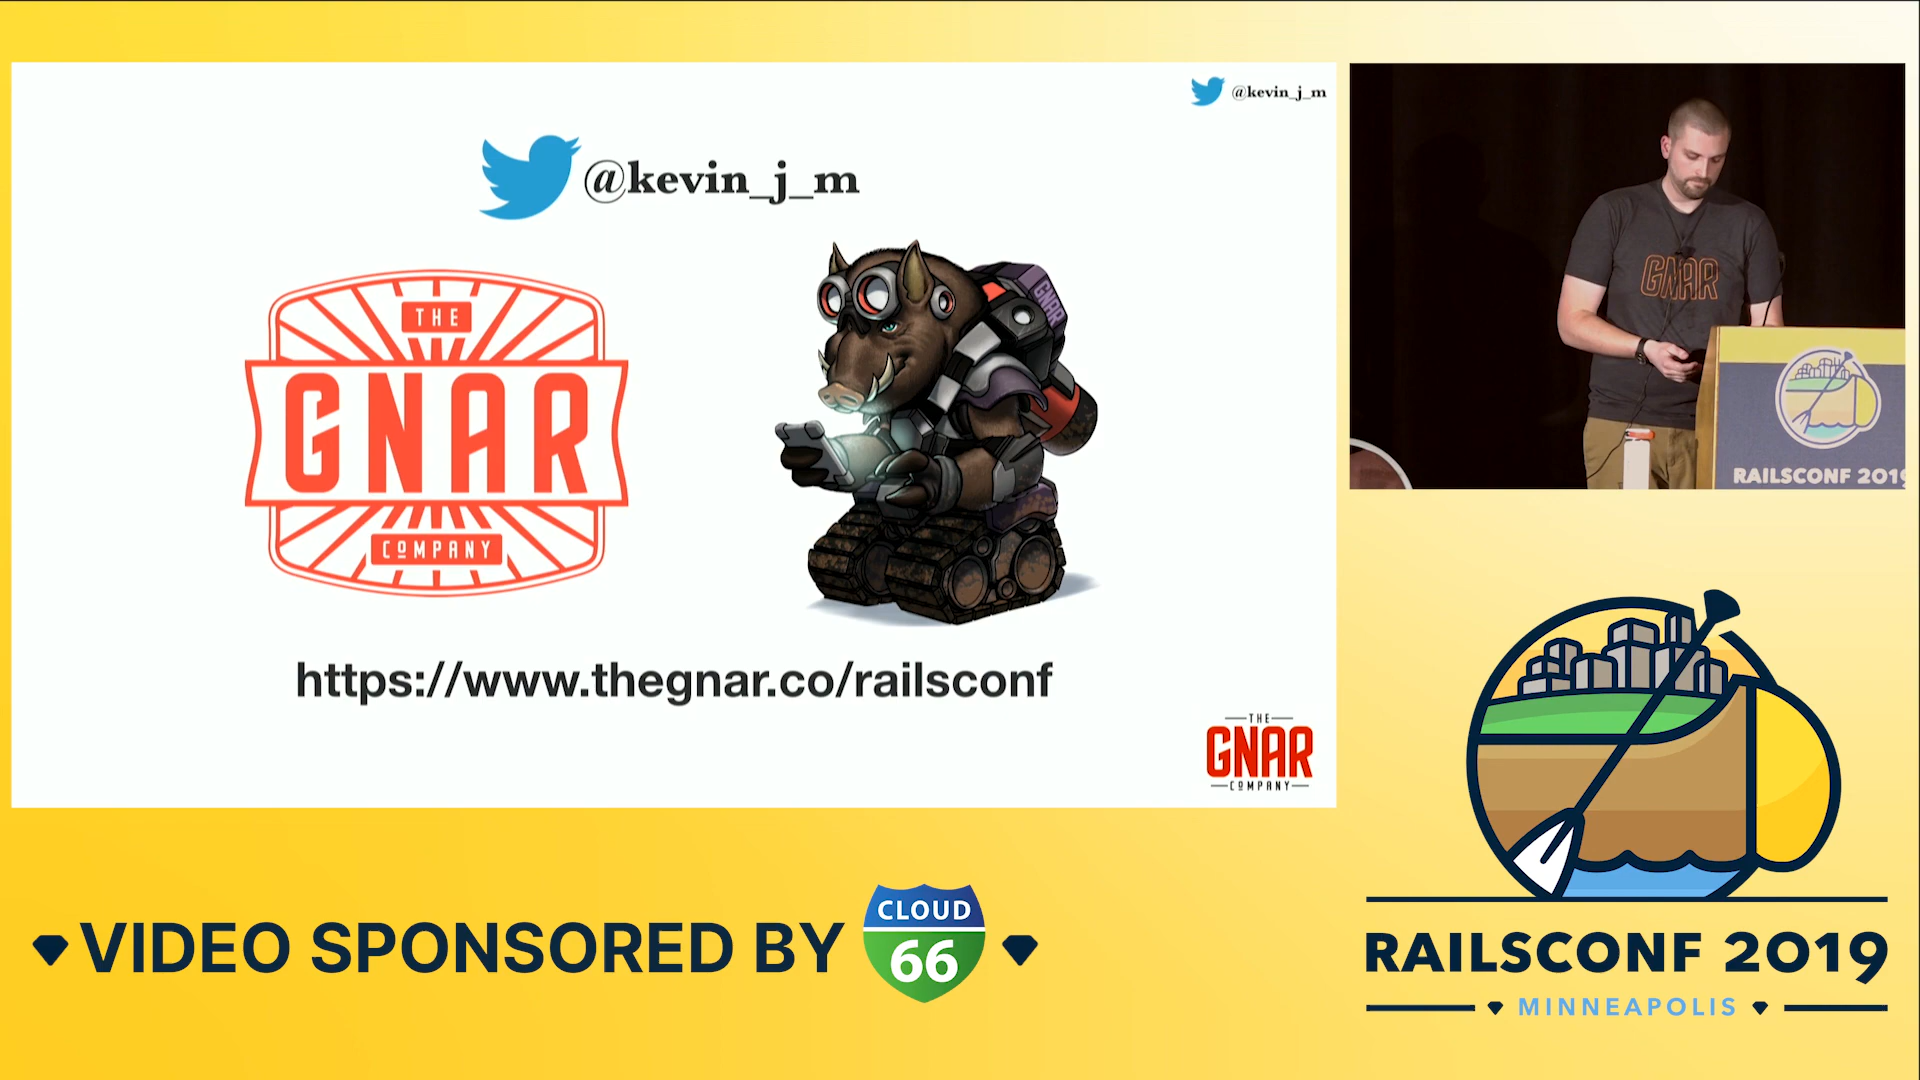 @kevin_j_m
@kevin_j_m
THE
GNAR
COMPANY
GNAR
https://www.thegnar.co/railsconf
THE
GNAR
COMPANY
GNAR
RAILSCONF 2019
VIDEO SPONSORED BY
CLOUD
66
RAILSCONF 2019
MINNEAPOLIS